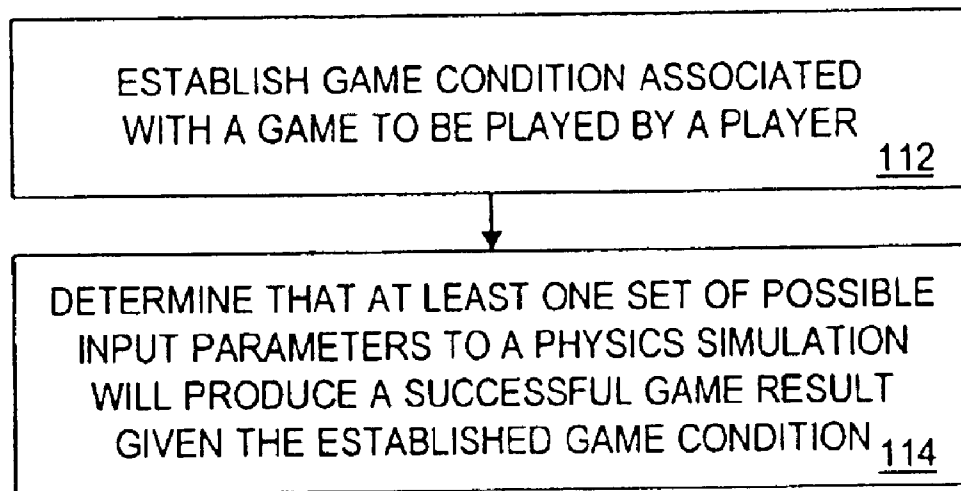 ESTABLISH GAME CONDITION ASSOCIATED
WITH A GAME TO BE PLAYED BY A PLAYER
112
DETERMINE THAT AT LEAST ONE SET OF POSSIBLE
INPUT PARAMETERS TO A PHYSICS SIMULATION
WILL PRODUCE A SUCCESSFUL GAME RESULT
GIVEN THE ESTABLISHED GAME CONDITION
114